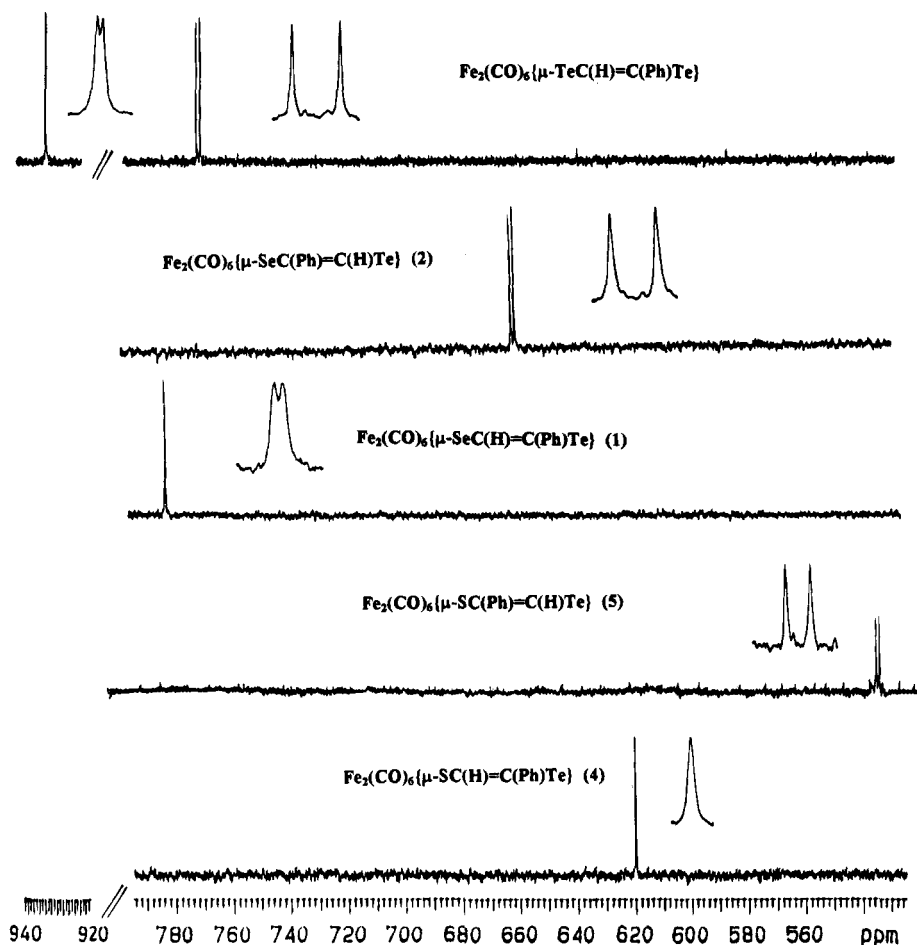 Fe₂(CO)₆{μ-TeC(H)=C(Ph)Te}
Fe₂(CO)₆{μ-SeC(Ph)=C(H)Te} (2)
Fe₂(CO)₆{μ-SeC(H)=C(Ph)Te} (1)
Fe₂(CO)₆{μ-SC(Ph)=C(H)Te} (5)
Fe₂(CO)₆{μ-SC(H)=C(Ph)Te} (4)
940 920 780 760 740 720 700 680 660 640 620 600 580 560 ppm